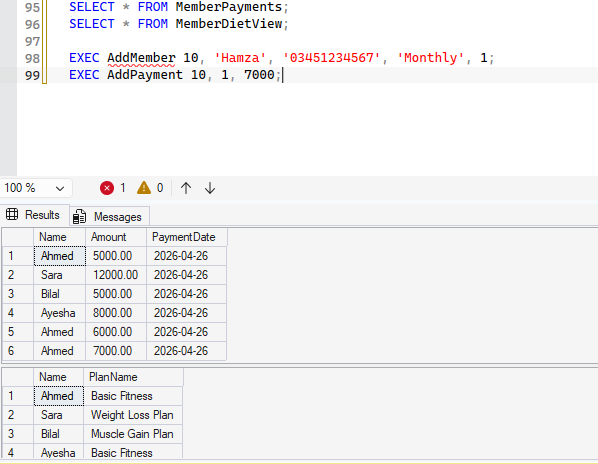 95 SELECT * FROM MemberPayments;
96 SELECT * FROM MemberDietView;
97
98 EXEC AddMember 10, 'Hamza', '03451234567', 'Monthly', 1;
99 EXEC AddPayment 10, 1, 7000;
100 % 1 0
Results Messages
Name Amount PaymentDate
1 Ahmed 5000.00 2026-04-26
2 Sara 12000.00 2026-04-26
3 Bilal 5000.00 2026-04-26
4 Ayesha 8000.00 2026-04-26
5 Ahmed 6000.00 2026-04-26
6 Ahmed 7000.00 2026-04-26
Name PlanName
1 Ahmed Basic Fitness
2 Sara Weight Loss Plan
3 Bilal Muscle Gain Plan
4 Ayesha Basic Fitness